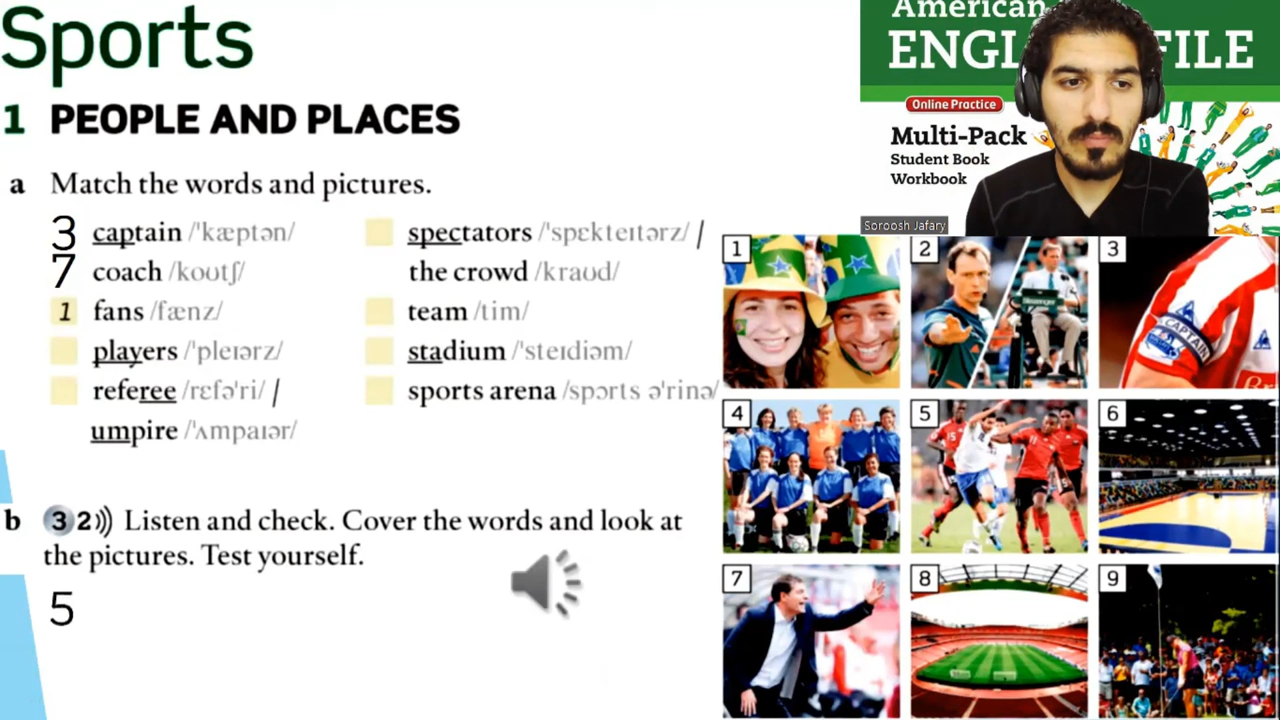 Sports
1 PEOPLE AND PLACES
a Match the words and pictures.
3 captain /ˈkæptən/
7 coach /koʊtʃ/
1 fans /fænz/
players /ˈpleɪərz/
referee /rɛfəˈri/ /
umpire /ˈʌmpaɪər/
spectators /ˈspɛkteɪtərz/ /
the crowd /kraʊd/
team /tim/
stadium /ˈsteɪdiəm/
sports arena /spɔrts əˈrinə/
b 3 2 Listen and check. Cover the words and look at
the pictures. Test yourself.
5
American
ENGL FILE
Online Practice
Multi-Pack
Student Book
Workbook
Soroosh Jafary
1
2
3
CAPTAIN
4
5
6
7
8
9